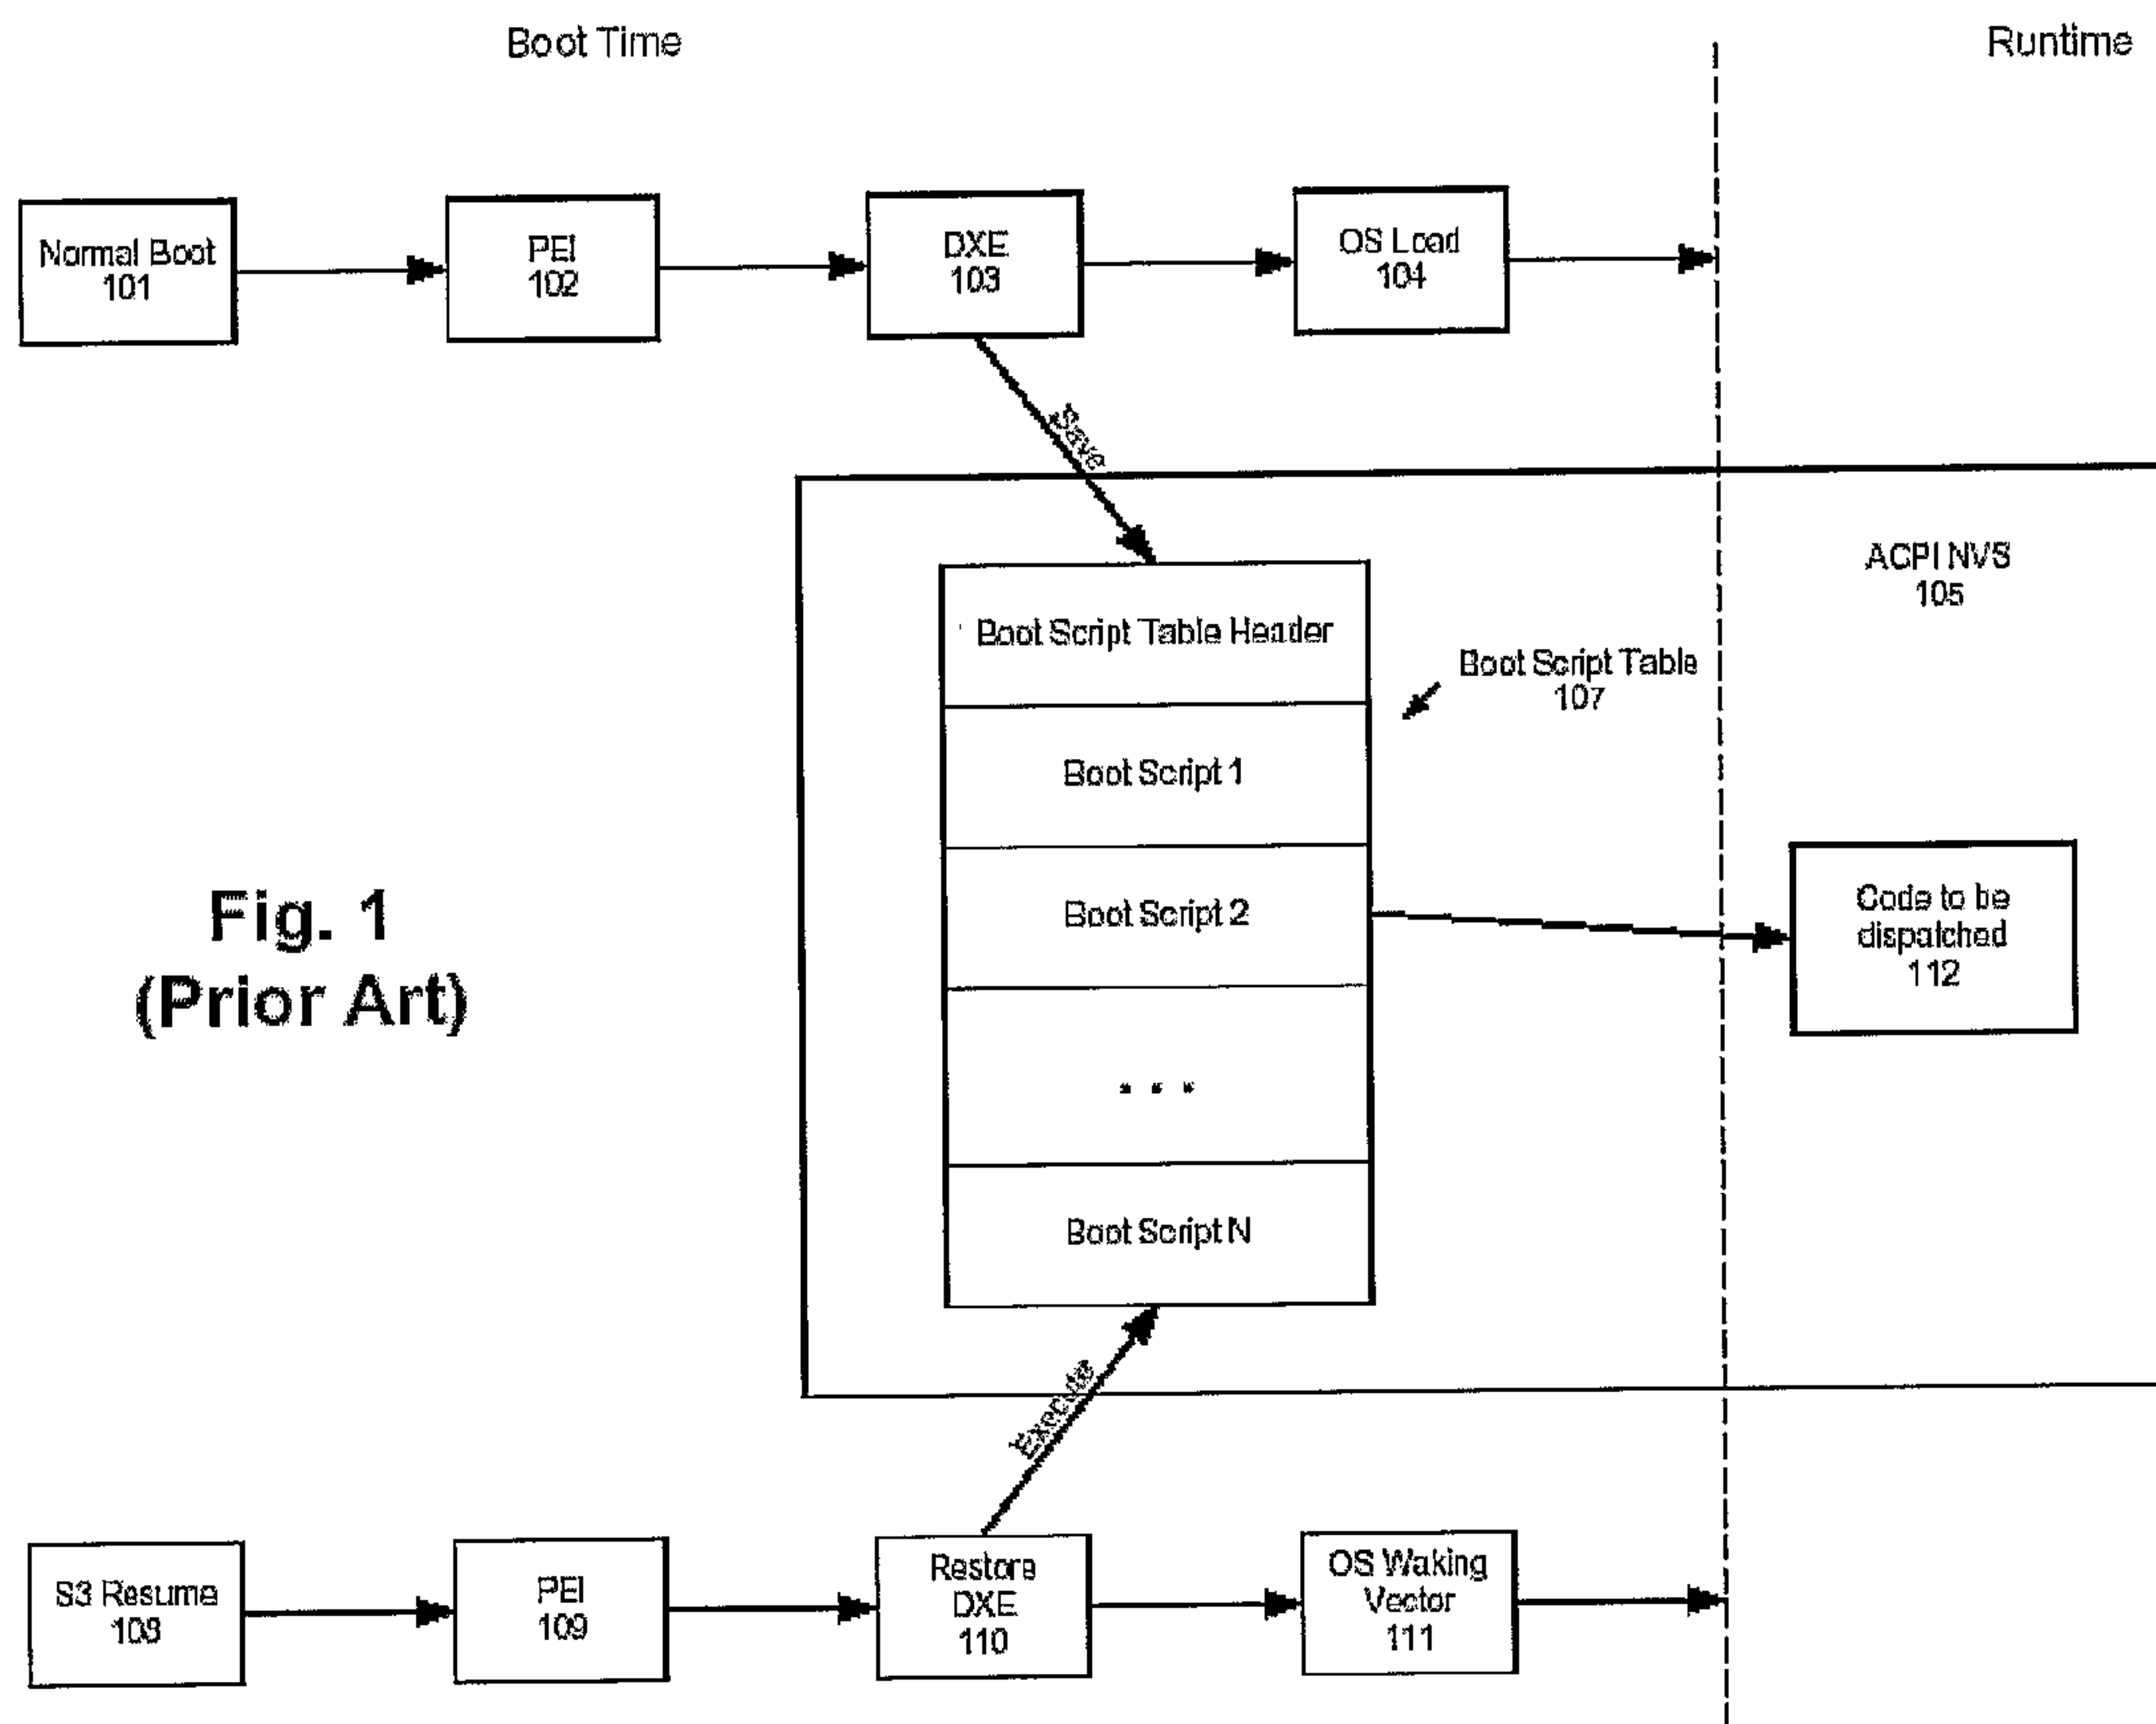 Boot Time
Runtime
Normal Boot
101
PEI
102
DXE
103
OS Load
104
Save
ACPI NVS
105
Boot Script Table Header
Boot Script Table
107
Boot Script 1
Boot Script 2
Code to be
dispatched
112
Fig. 1
(Prior Art)
. . .
Boot Script N
Execute
S3 Resume
108
PEI
109
Restore
DXE
110
OS Waking
Vector
111